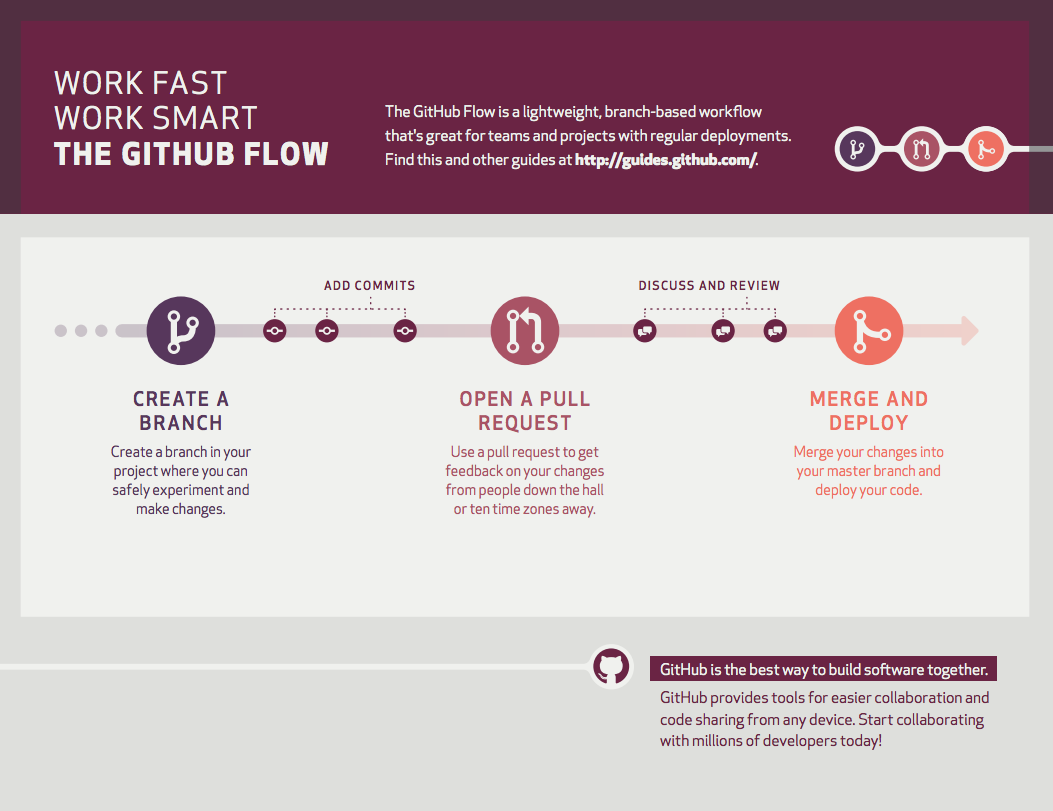 WORK FAST
WORK SMART
THE GITHUB FLOW
The GitHub Flow is a lightweight, branch-based workflow
that's great for teams and projects with regular deployments.
Find this and other guides at http://guides.github.com/.
ADD COMMITS
DISCUSS AND REVIEW
CREATE A
BRANCH
Create a branch in your
project where you can
safely experiment and
make changes.
OPEN A PULL
REQUEST
Use a pull request to get
feedback on your changes
from people down the hall
or ten time zones away.
MERGE AND
DEPLOY
Merge your changes into
your master branch and
deploy your code.
GitHub is the best way to build software together.
GitHub provides tools for easier collaboration and
code sharing from any device. Start collaborating
with millions of developers today!